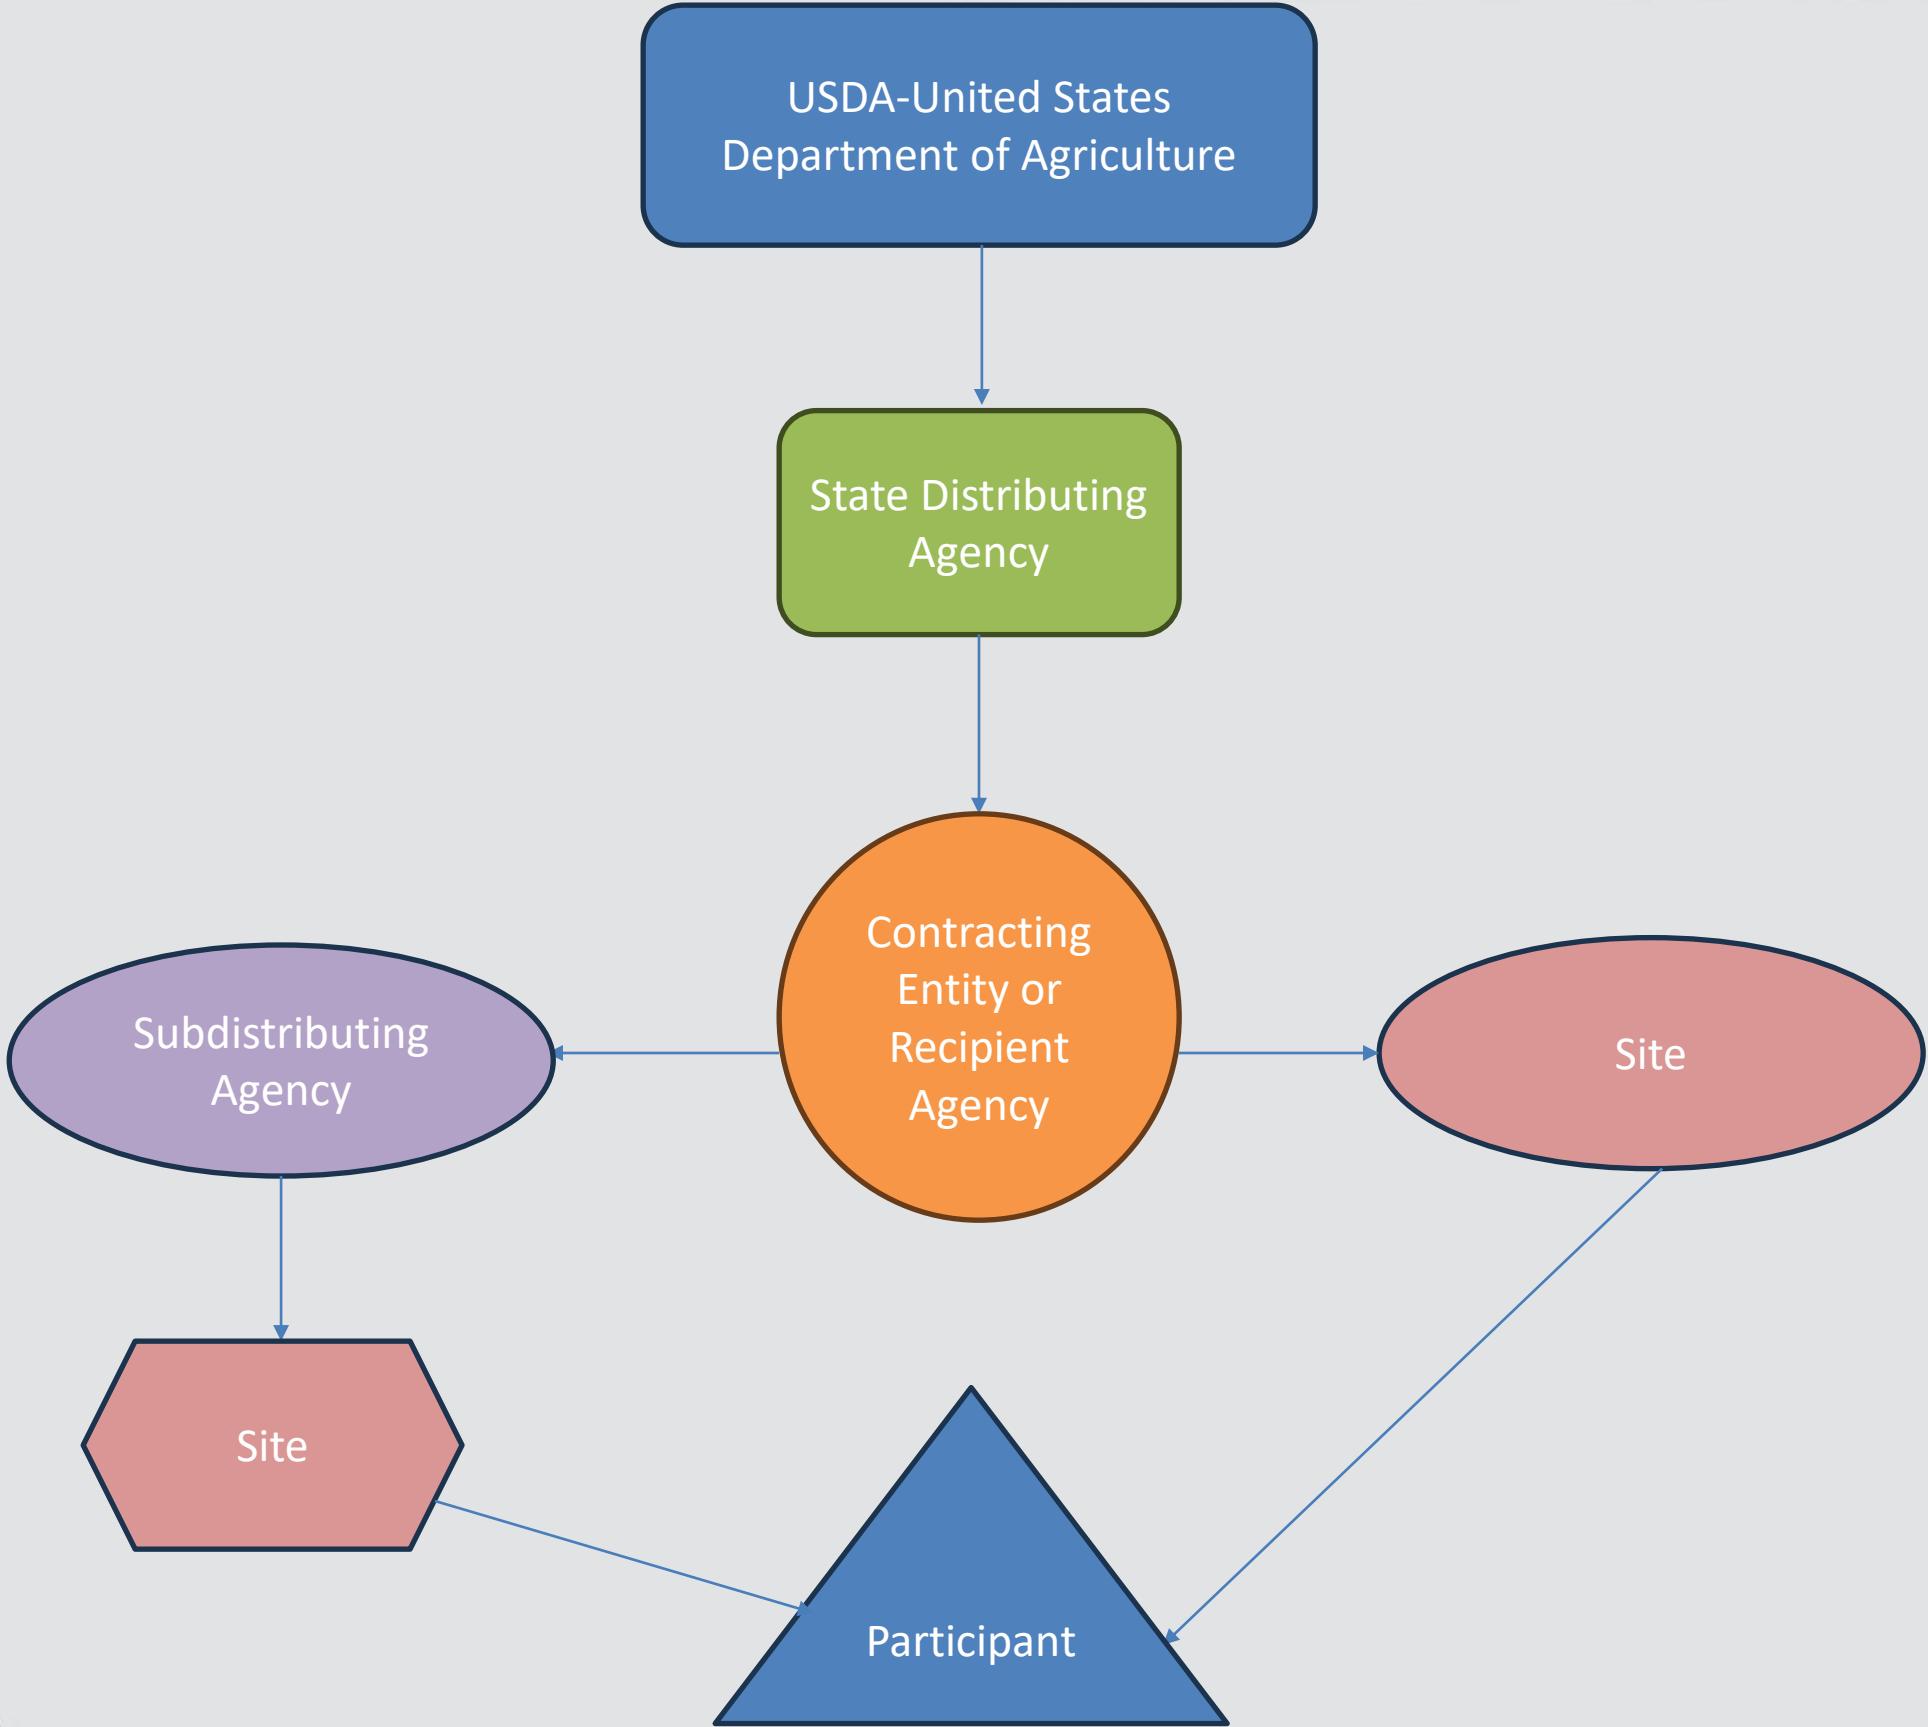 USDA-United States
Department of Agriculture
State Distributing
Agency
Contracting
Entity or
Recipient
Agency
Subdistributing
Agency
Site
Site
Participant